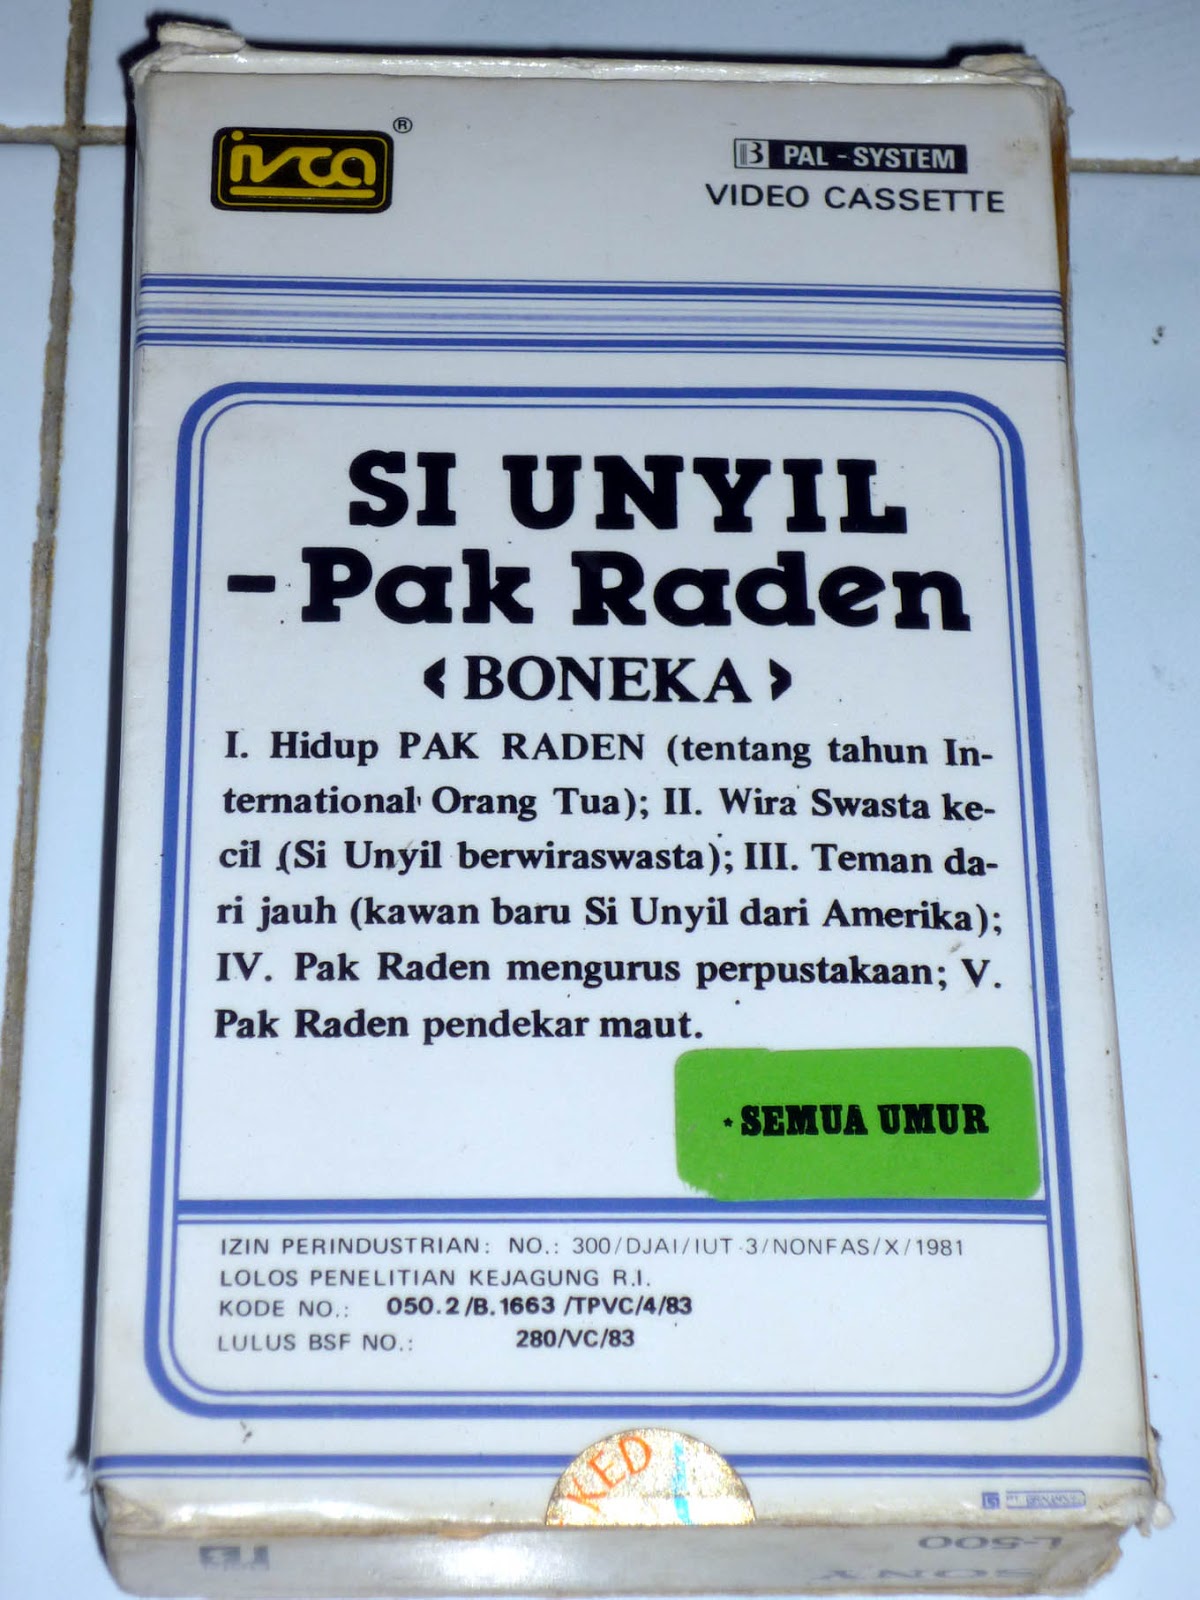 ivca ®
B PAL - SYSTEM
VIDEO CASSETTE
SI UNYIL
- Pak Raden
<BONEKA>
I. Hidup PAK RADEN (tentang tahun In-
ternational Orang Tua); II. Wira Swasta ke-
cil (Si Unyil berwiraswasta); III. Teman da-
ri jauh (kawan baru Si Unyil dari Amerika);
IV. Pak Raden mengurus perpustakaan; V.
Pak Raden pendekar maut.
* SEMUA UMUR
IZIN PERINDUSTRIAN: NO.: 300/DJAI/IUT-3/NONFAS/X/1981
LOLOS PENELITIAN KEJAGUNG R.I.
KODE NO.: 050.2/B.1663/TPVC/4/83
LULUS BSF NO.: 280/VC/83
KED
L-500
SONY